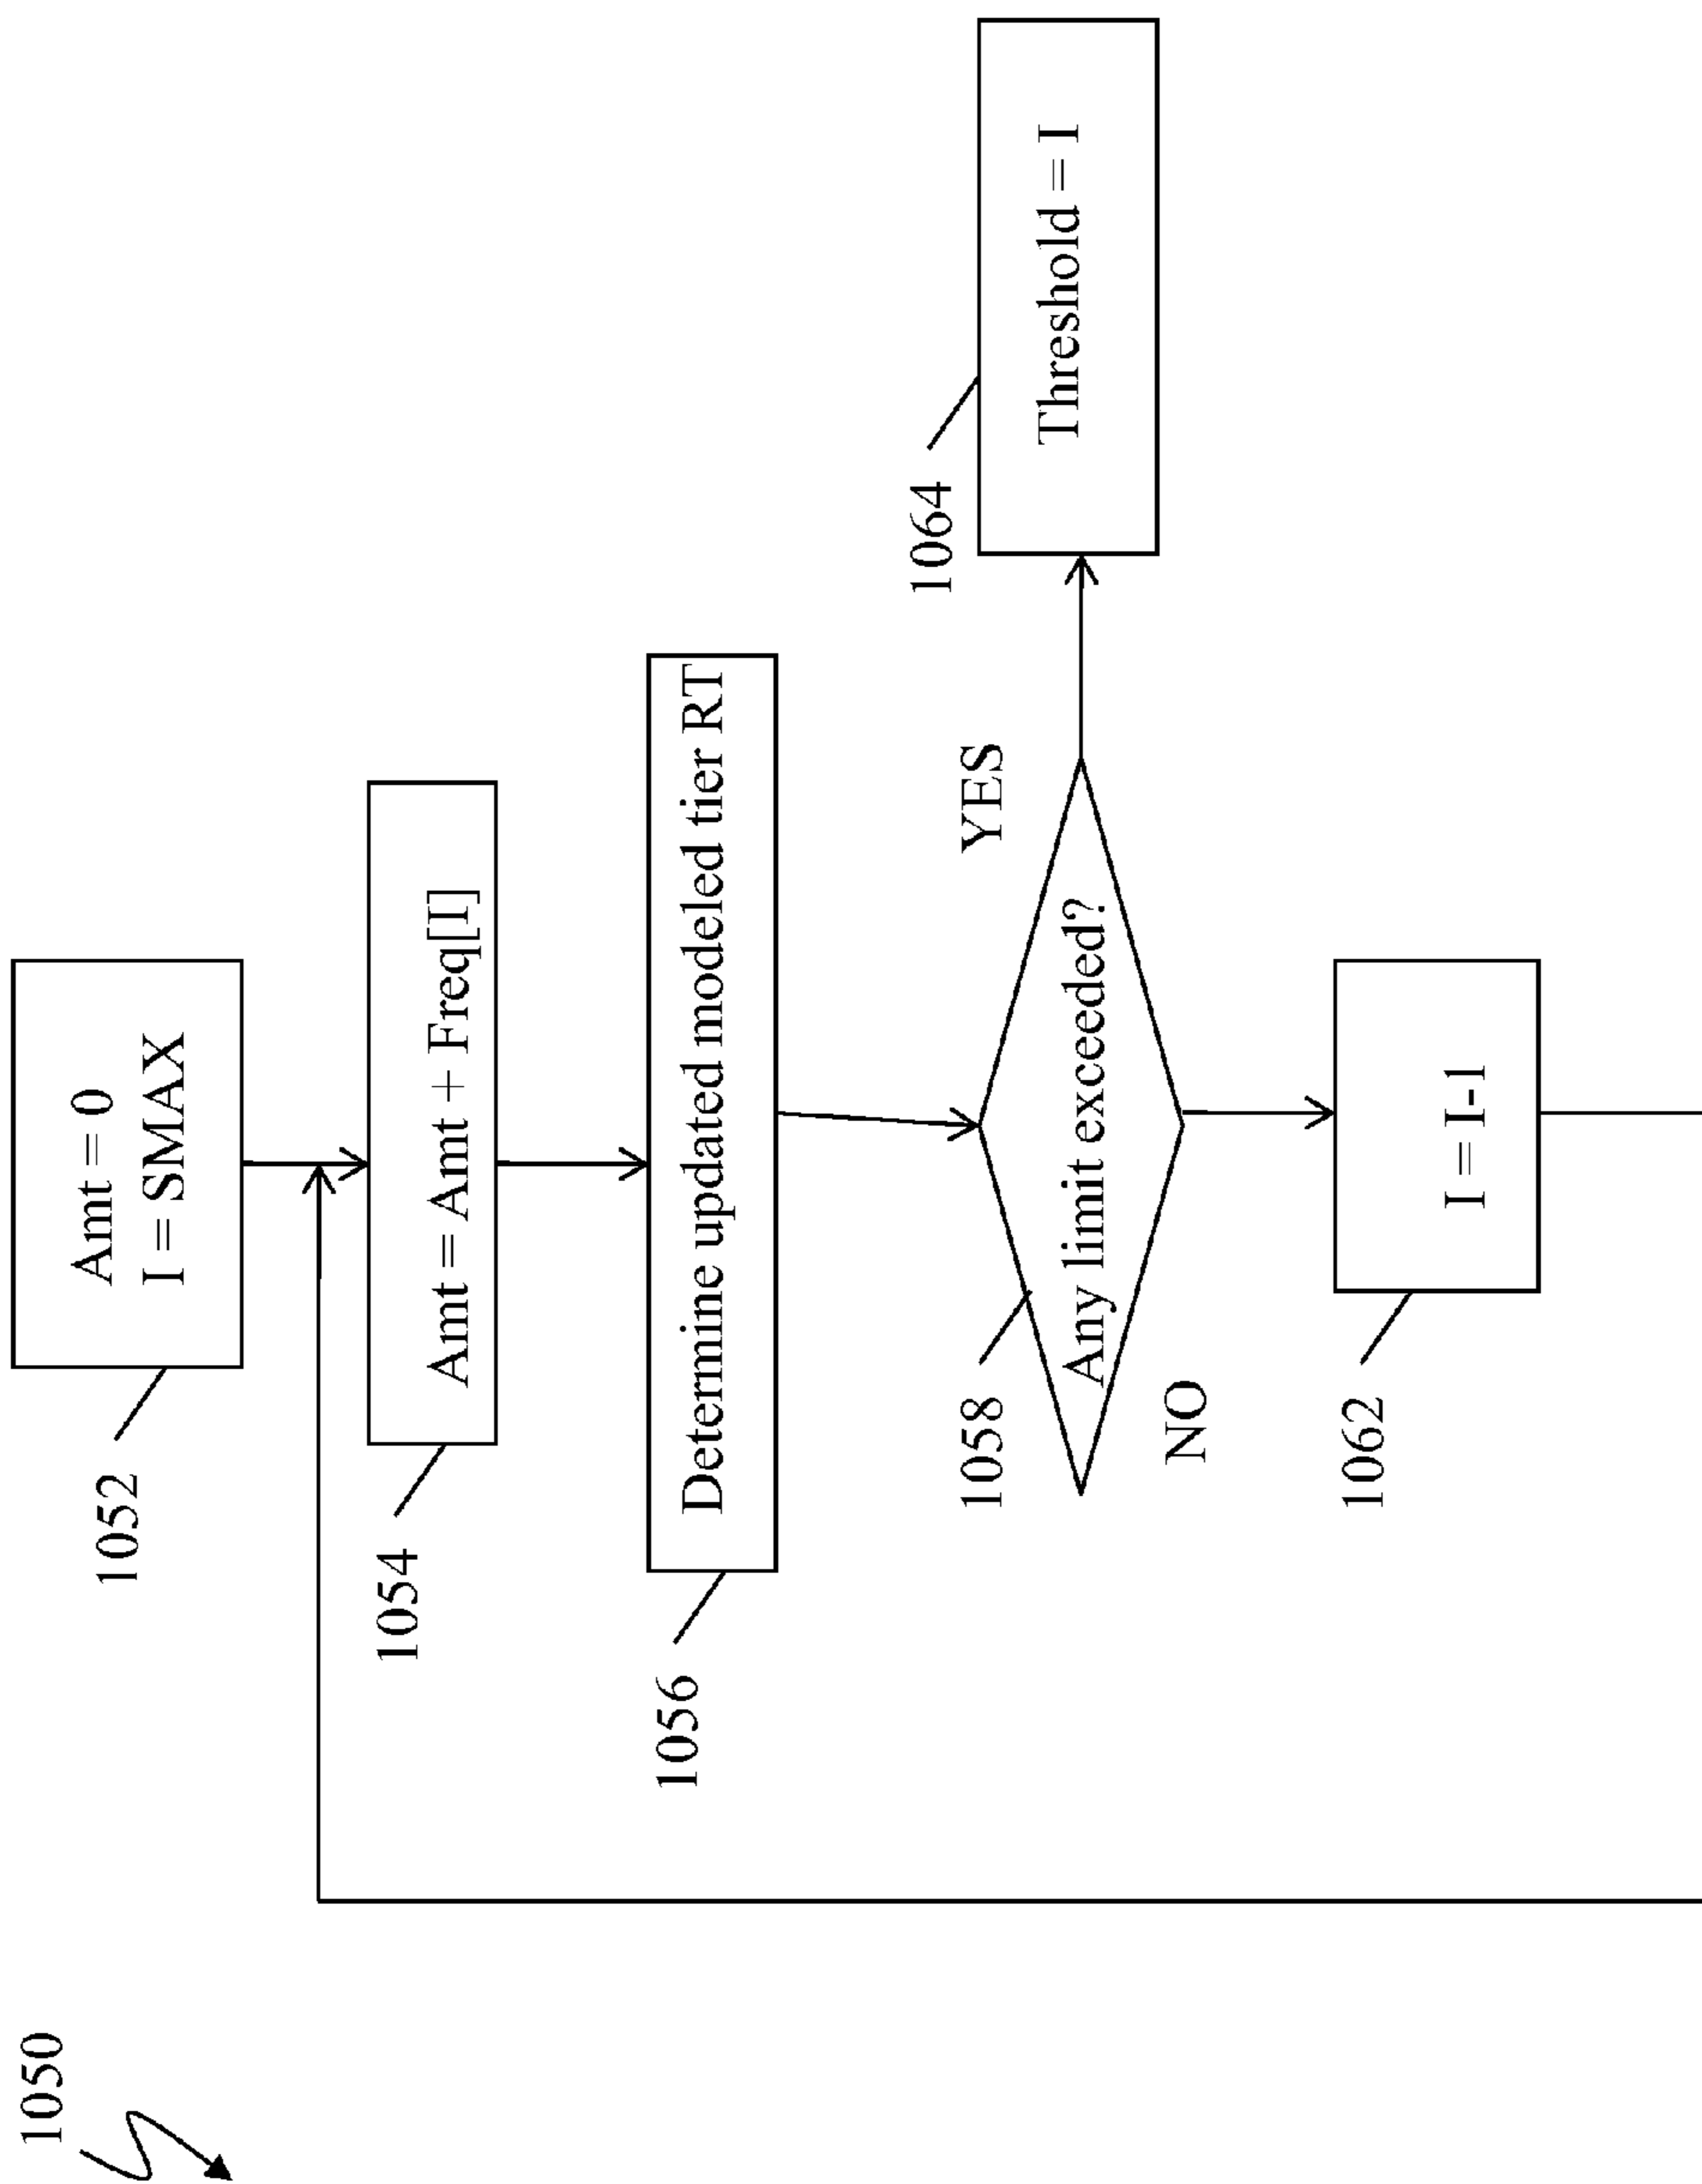 1050
1052
Amt = 0
I = SMAX
1054
Amt = Amt + Freq[I]
1056
Determine updated modeled tier RT
1058
Any limit exceeded?
YES
1064
Threshold = I
NO
1062
I = I-1